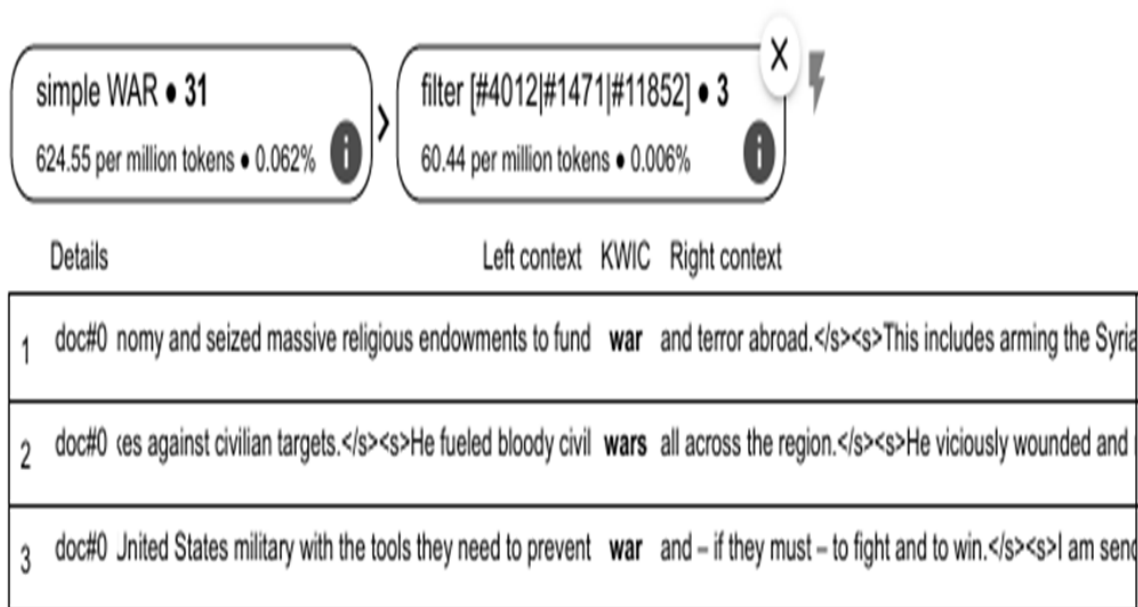 simple WAR • 31
624.55 per million tokens • 0.062%
filter [#4012|#1471|#11852] • 3
60.44 per million tokens • 0.006%
Details Left context KWIC Right context
1 doc#0 nomy and seized massive religious endowments to fund war and terror abroad.</s><s>This includes arming the Syria
2 doc#0 kes against civilian targets.</s><s>He fueled bloody civil wars all across the region.</s><s>He viciously wounded and
3 doc#0 United States military with the tools they need to prevent war and – if they must – to fight and to win.</s><s>I am send